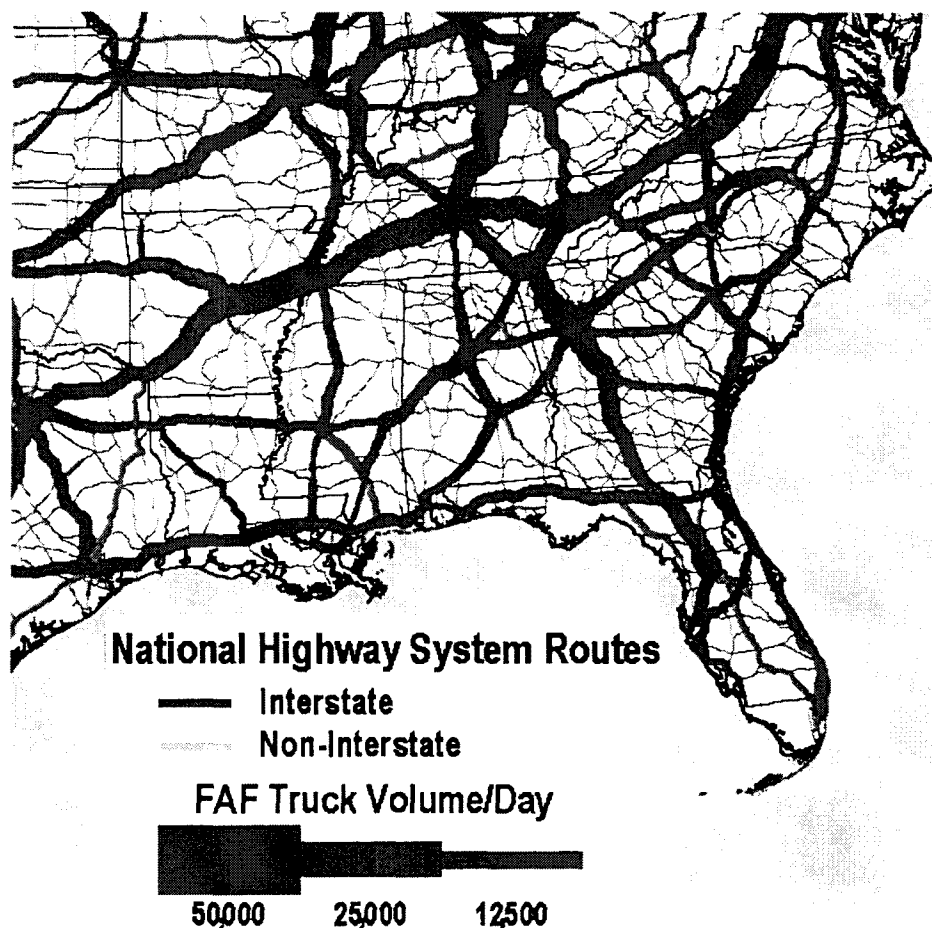 National Highway System Routes
Interstate
Non-Interstate
FAF Truck Volume/Day
50,000 25,000 12,500